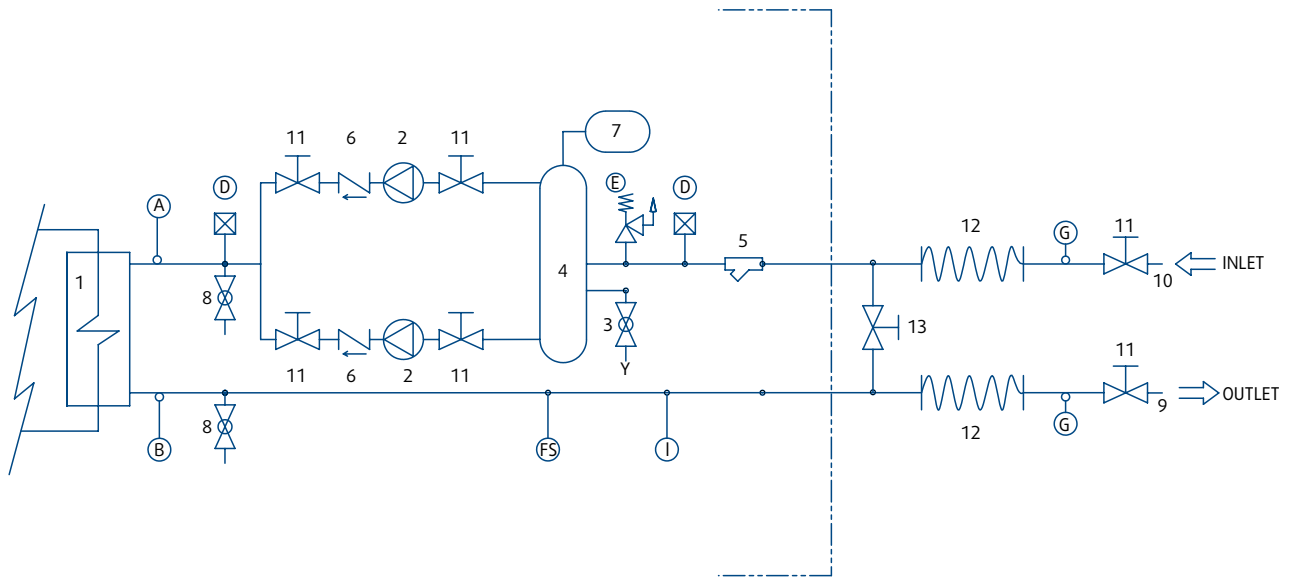 7
11 6 2 11
D E D
A
5 12 G 11
1 4 INLET
10
8 3 13
11 6 2 11 Y
11
9 OUTLET
8 12 G
B FS I